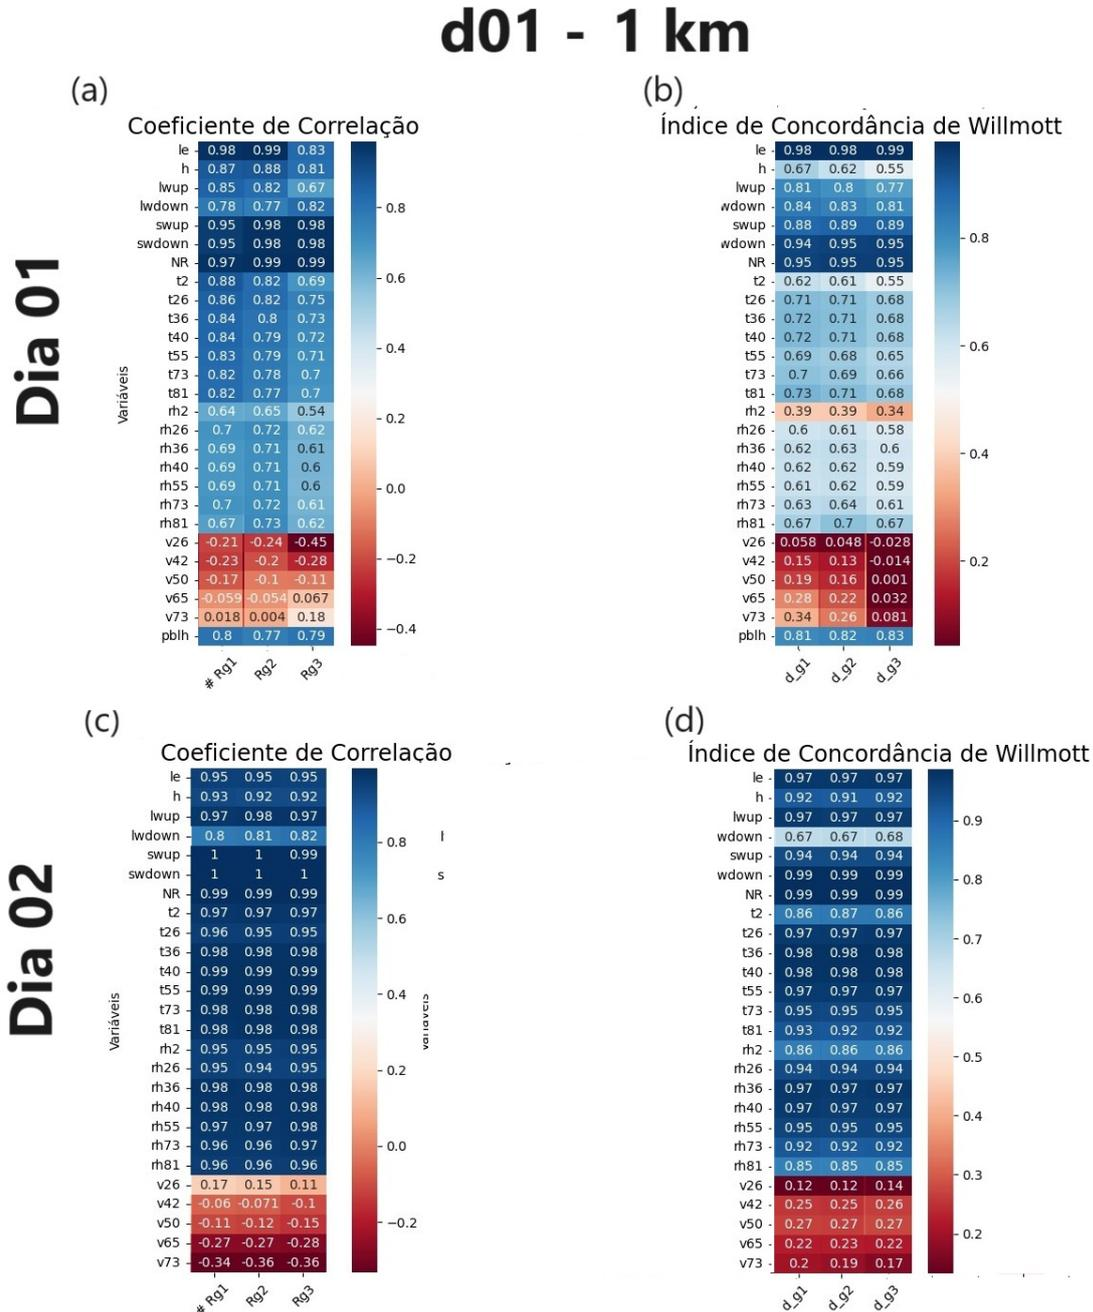 d01 - 1 km
(a)
(b)
Coeficiente de Correlação
Índice de Concordância de Willmott
Dia 01
Variáveis
le 0.98 0.99 0.83
h 0.87 0.88 0.81
lwup 0.85 0.82 0.67
lwdown 0.78 0.77 0.82
swup 0.95 0.98 0.98
swdown 0.95 0.98 0.98
NR 0.97 0.99 0.99
t2 0.88 0.82 0.69
t26 0.86 0.82 0.75
t36 0.84 0.8 0.73
t40 0.84 0.79 0.72
t55 0.83 0.79 0.71
t73 0.82 0.78 0.7
t81 0.82 0.77 0.7
rh2 0.64 0.65 0.54
rh26 0.7 0.72 0.62
rh36 0.69 0.71 0.61
rh40 0.69 0.71 0.6
rh55 0.69 0.71 0.6
rh73 0.7 0.72 0.61
rh81 0.67 0.73 0.62
v26 -0.21 -0.24 -0.45
v42 -0.23 -0.2 -0.28
v50 -0.17 -0.1 -0.11
v65 -0.059 -0.054 0.067
v73 0.018 0.004 0.18
pblh 0.8 0.77 0.79
# Rg1 Rg2 Rg3
0.8
0.6
0.4
0.2
0.0
−0.2
−0.4
le 0.98 0.98 0.99
h 0.67 0.62 0.55
lwup 0.81 0.8 0.77
wdown 0.84 0.83 0.81
swup 0.88 0.89 0.89
wdown 0.94 0.95 0.95
NR 0.95 0.95 0.95
t2 0.62 0.61 0.55
t26 0.71 0.71 0.68
t36 0.72 0.71 0.68
t40 0.72 0.71 0.68
t55 0.69 0.68 0.65
t73 0.7 0.69 0.66
t81 0.73 0.71 0.68
rh2 0.39 0.39 0.34
rh26 0.6 0.61 0.58
rh36 0.62 0.63 0.6
rh40 0.62 0.62 0.59
rh55 0.61 0.62 0.59
rh73 0.63 0.64 0.61
rh81 0.67 0.7 0.67
v26 0.058 0.048 -0.028
v42 0.15 0.13 -0.014
v50 0.19 0.16 0.001
v65 0.28 0.22 0.032
v73 0.34 0.26 0.081
pblh 0.81 0.82 0.83
d_g1 d_g2 d_g3
0.8
0.6
0.4
0.2
(c)
(d)
Coeficiente de Correlação
Índice de Concordância de Willmott
Dia 02
Variáveis
le 0.95 0.95 0.95
h 0.93 0.92 0.92
lwup 0.97 0.98 0.97
lwdown 0.8 0.81 0.82
swup 1 1 0.99
swdown 1 1 1
NR 0.99 0.99 0.99
t2 0.97 0.97 0.97
t26 0.96 0.95 0.95
t36 0.98 0.98 0.98
t40 0.99 0.99 0.99
t55 0.99 0.99 0.99
t73 0.98 0.98 0.98
t81 0.98 0.98 0.98
rh2 0.95 0.95 0.95
rh26 0.95 0.94 0.95
rh36 0.98 0.98 0.98
rh40 0.98 0.98 0.98
rh55 0.97 0.97 0.98
rh73 0.96 0.96 0.97
rh81 0.96 0.96 0.96
v26 0.17 0.15 0.11
v42 -0.06 -0.071 -0.1
v50 -0.11 -0.12 -0.15
v65 -0.27 -0.27 -0.28
v73 -0.34 -0.36 -0.36
# Rg1 Rg2 Rg3
0.8
0.6
0.4
0.2
0.0
−0.2
s
le 0.97 0.97 0.97
h 0.92 0.91 0.92
lwup 0.97 0.97 0.97
wdown 0.67 0.67 0.68
swup 0.94 0.94 0.94
wdown 0.99 0.99 0.99
NR 0.99 0.99 0.99
t2 0.86 0.87 0.86
t26 0.97 0.97 0.97
t36 0.98 0.98 0.98
t40 0.98 0.98 0.98
t55 0.97 0.97 0.97
t73 0.95 0.95 0.95
t81 0.93 0.92 0.92
rh2 0.86 0.86 0.86
rh26 0.94 0.94 0.94
rh36 0.97 0.97 0.97
rh40 0.97 0.97 0.97
rh55 0.95 0.95 0.95
rh73 0.92 0.92 0.92
rh81 0.85 0.85 0.85
v26 0.12 0.12 0.14
v42 0.25 0.25 0.26
v50 0.27 0.27 0.27
v65 0.22 0.23 0.22
v73 0.2 0.19 0.17
d_g1 d_g2 d_g3
0.9
0.8
0.7
0.6
0.5
0.4
0.3
0.2